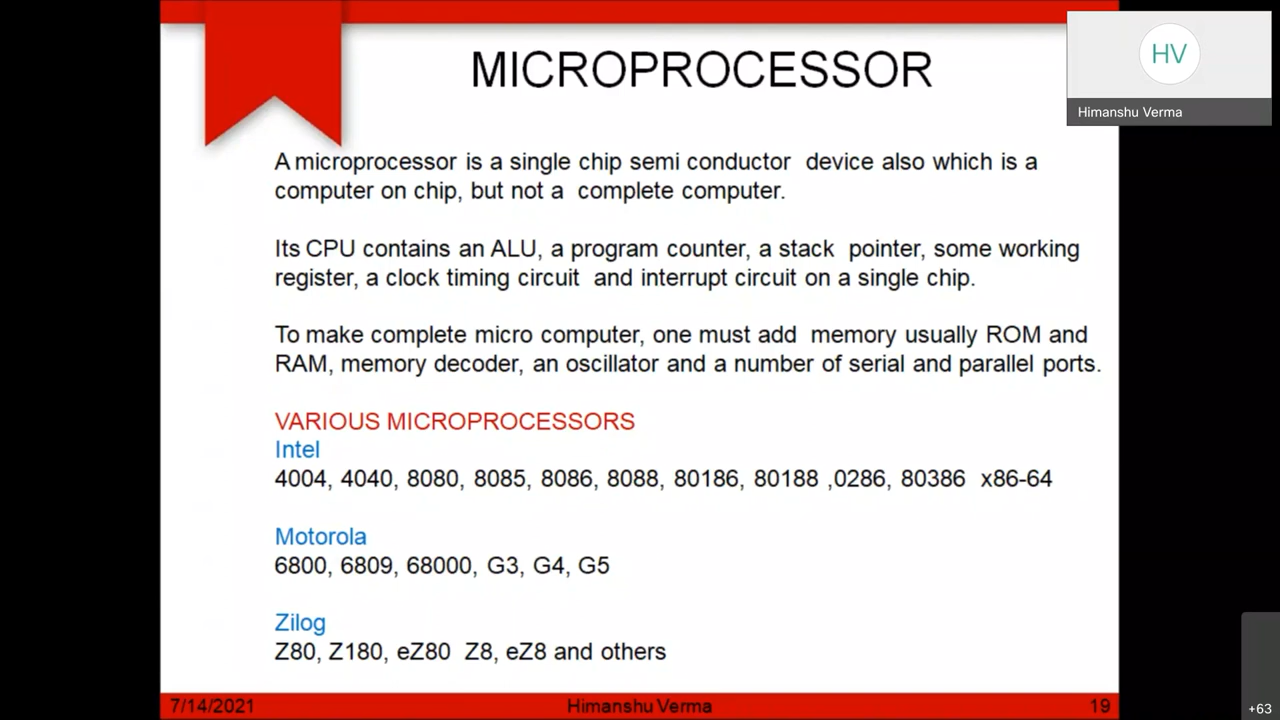 MICROPROCESSOR
HV
Himanshu Verma
A microprocessor is a single chip semi conductor device also which is a
computer on chip, but not a complete computer.
Its CPU contains an ALU, a program counter, a stack pointer, some working
register, a clock timing circuit and interrupt circuit on a single chip.
To make complete micro computer, one must add memory usually ROM and
RAM, memory decoder, an oscillator and a number of serial and parallel ports.
VARIOUS MICROPROCESSORS
Intel
4004, 4040, 8080, 8085, 8086, 8088, 80186, 80188 ,0286, 80386 x86-64
Motorola
6800, 6809, 68000, G3, G4, G5
Zilog
Z80, Z180, eZ80 Z8, eZ8 and others
7/14/2021 Himanshu Verma 19
+63